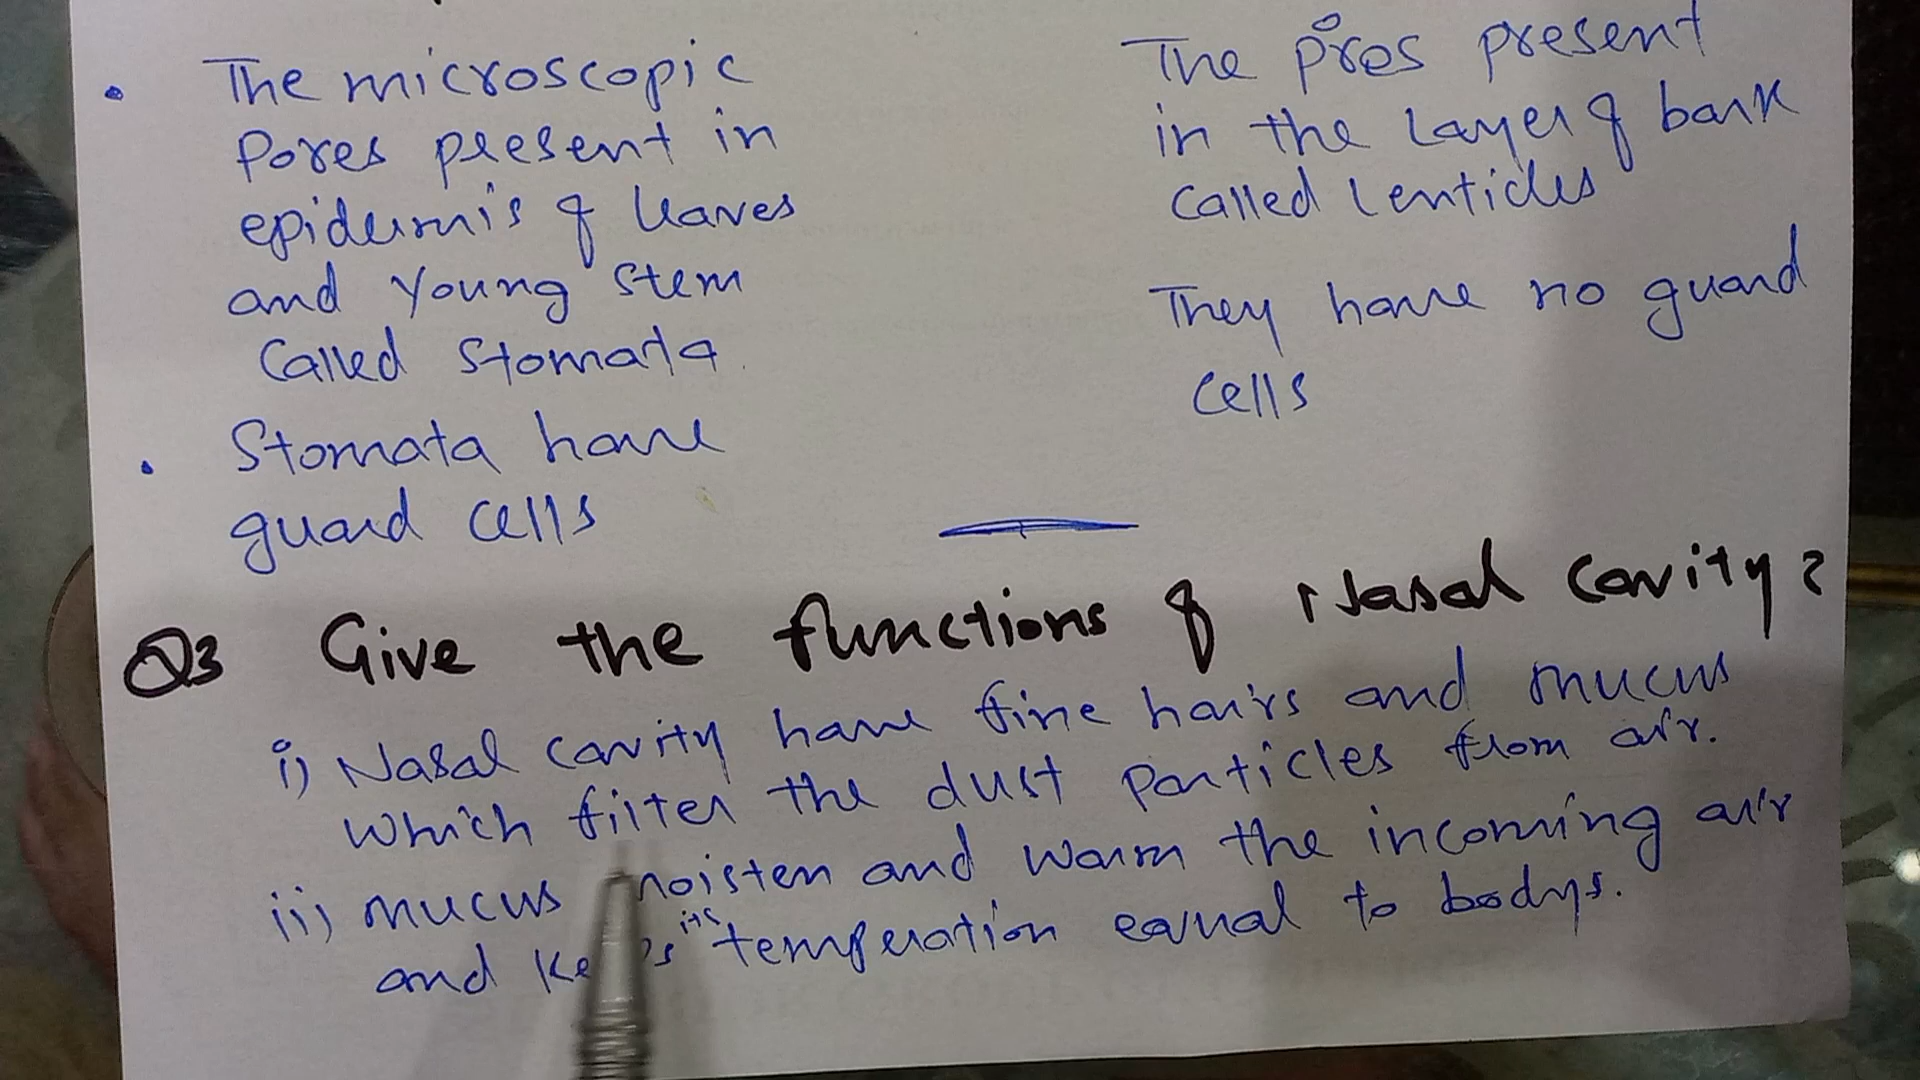 The microscopic
Pores present in
epidermis of leaves
and Young stem
Called Stomata
Stomata have
guard cells
The pores present
in the Layer of bark
called Lenticles
They have no guard
cells
Q3 Give the functions of Nasal Cavity?
i) Nasal cavity have fine hairs and mucus
which filter the dust particles from air.
ii) mucus moisten and warm the incoming air
and its temperation equal to bodys.